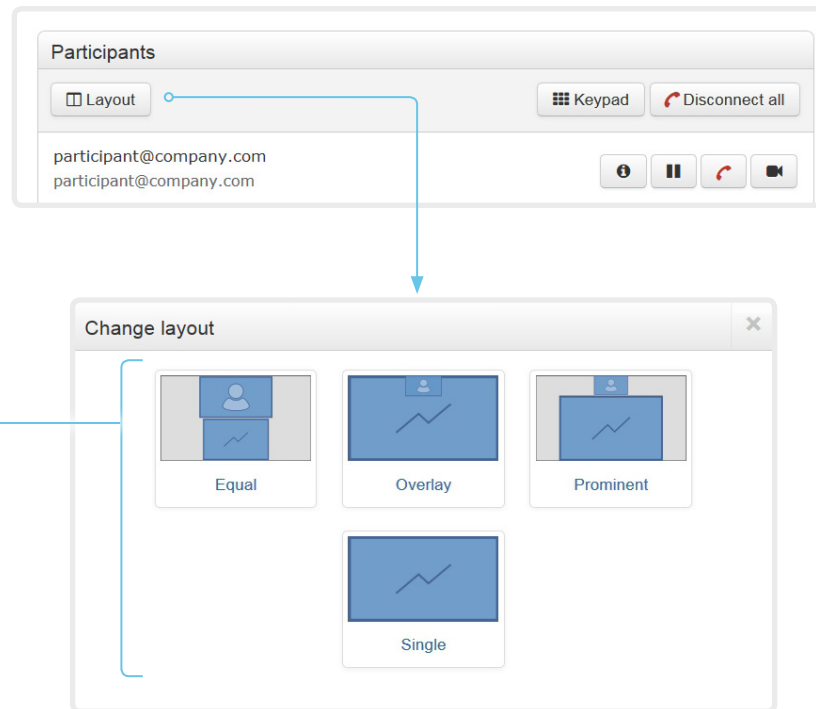 Participants
Layout Keypad Disconnect all
participant@company.com
participant@company.com
Change layout
Equal Overlay Prominent
Single